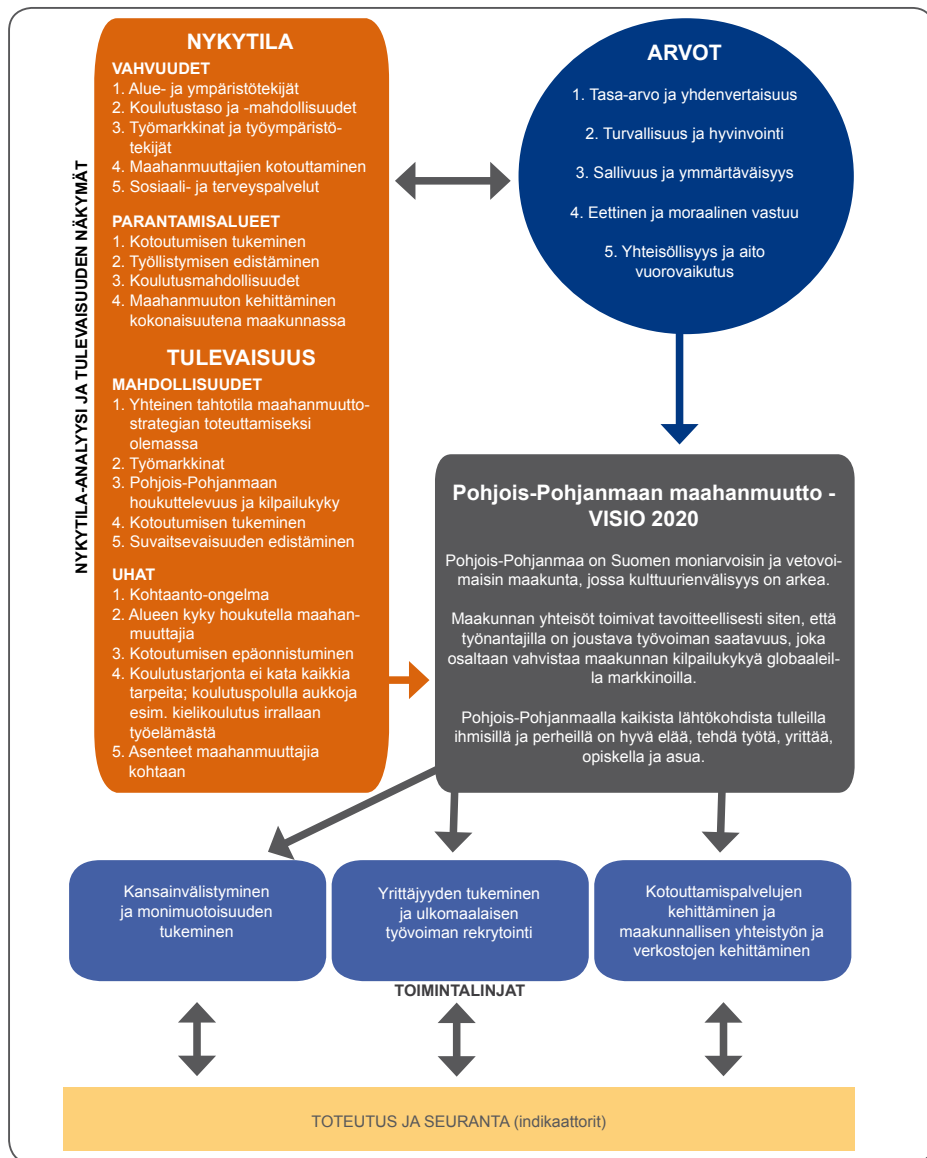 NYKYTILA-ANALYYSI JA TULEVAISUUDEN NÄKYMÄT
NYKYTILA
VAHVUUDET
1. Alue- ja ympäristötekijät
2. Koulutustaso ja -mahdollisuudet
3. Työmarkkinat ja työympäristö-
tekijät
4. Maahanmuuttajien kotouttaminen
5. Sosiaali- ja terveyspalvelut
PARANTAMISALUEET
1. Kotoutumisen tukeminen
2. Työllistymisen edistäminen
3. Koulutusmahdollisuudet
4. Maahanmuuton kehittäminen
kokonaisuutena maakunnassa
TULEVAISUUS
MAHDOLLISUUDET
1. Yhteinen tahtotila maahanmuutto-
strategian toteuttamiseksi
olemassa
2. Työmarkkinat
3. Pohjois-Pohjanmaan
houkuttelevuus ja kilpailukyky
4. Kotoutumisen tukeminen
5. Suvaitsevaisuuden edistäminen
UHAT
1. Kohtaanto-ongelma
2. Alueen kyky houkutella maahan-
muuttajia
3. Kotoutumisen epäonnistuminen
4. Koulutustarjonta ei kata kaikkia
tarpeita; koulutuspolulla aukkoja
esim. kielikoulutus irrallaan
työelämästä
5. Asenteet maahanmuuttajia
kohtaan
ARVOT
1. Tasa-arvo ja yhdenvertaisuus
2. Turvallisuus ja hyvinvointi
3. Sallivuus ja ymmärtäväisyys
4. Eettinen ja moraalinen vastuu
5. Yhteisöllisyys ja aito
vuorovaikutus
Pohjois-Pohjanmaan maahanmuutto -
VISIO 2020
Pohjois-Pohjanmaa on Suomen moniarvoisin ja vetovoi-
maisin maakunta, jossa kulttuurienvälisyys on arkea.
Maakunnan yhteisöt toimivat tavoitteellisesti siten, että
työnantajilla on joustava työvoiman saatavuus, joka
osaltaan vahvistaa maakunnan kilpailukykyä globaaleil-
la markkinoilla.
Pohjois-Pohjanmaalla kaikista lähtökohdista tulleilla
ihmisillä ja perheillä on hyvä elää, tehdä työtä, yrittää,
opiskella ja asua.
Kansainvälistyminen
ja monimuotoisuuden
tukeminen
Yrittäjyyden tukeminen
ja ulkomaalaisen
työvoiman rekrytointi
Kotouttamispalvelujen
kehittäminen ja
maakunnallisen yhteistyön ja
verkostojen kehittäminen
TOIMINTALINJAT
TOTEUTUS JA SEURANTA (indikaattorit)